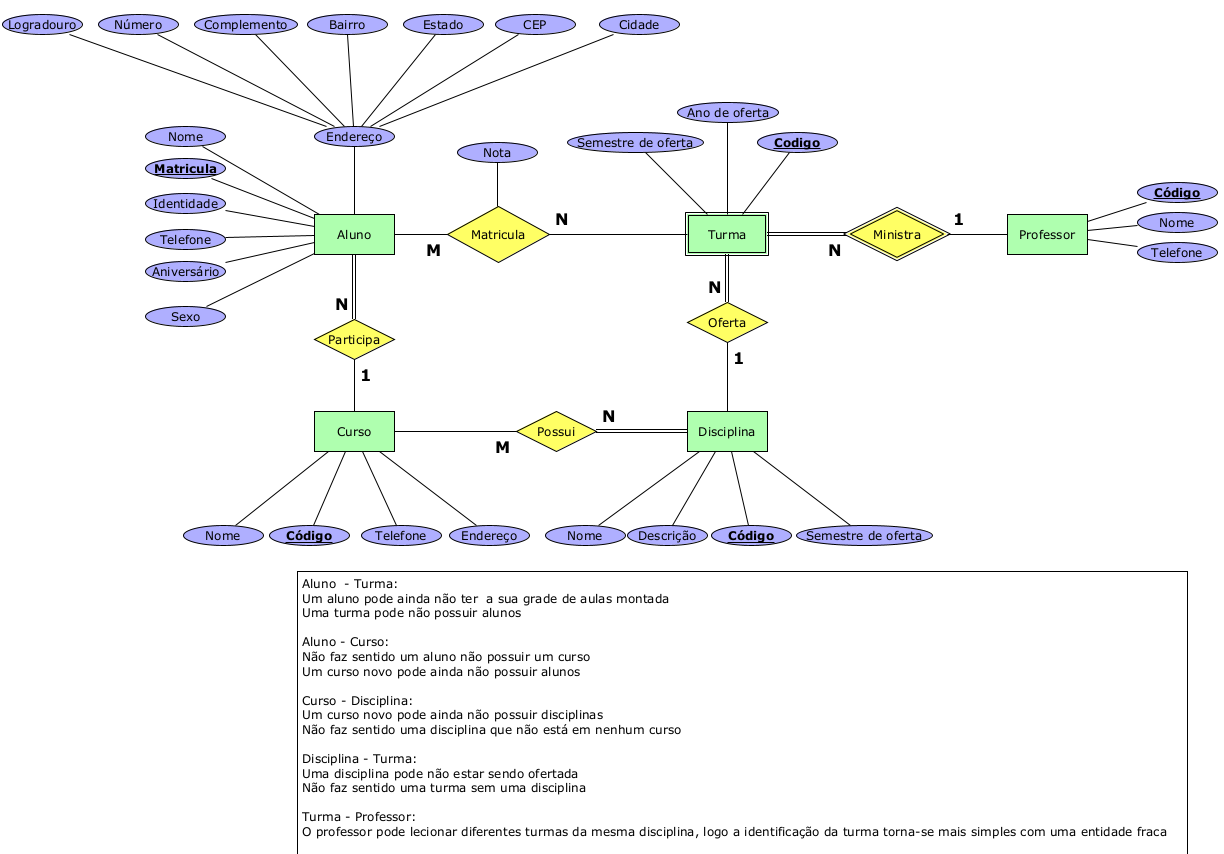 Logradouro
Número
Complemento
Bairro
Estado
CEP
Cidade
Endereço
Nome
Matricula
Identidade
Telefone
Aniversário
Sexo
Nota
Semestre de oferta
Ano de oferta
Codigo
Código
Nome
Telefone
Aluno
M
Matricula
N
Turma
N
Ministra
1
Professor
N
Participa
1
N
Oferta
1
Curso
M
Possui
N
Disciplina
Nome
Código
Telefone
Endereço
Nome
Descrição
Código
Semestre de oferta
Aluno - Turma:
Um aluno pode ainda não ter a sua grade de aulas montada
Uma turma pode não possuir alunos
Aluno - Curso:
Não faz sentido um aluno não possuir um curso
Um curso novo pode ainda não possuir alunos
Curso - Disciplina:
Um curso novo pode ainda não possuir disciplinas
Não faz sentido uma disciplina que não está em nenhum curso
Disciplina - Turma:
Uma disciplina pode não estar sendo ofertada
Não faz sentido uma turma sem uma disciplina
Turma - Professor:
O professor pode lecionar diferentes turmas da mesma disciplina, logo a identificação da turma torna-se mais simples com uma entidade fraca